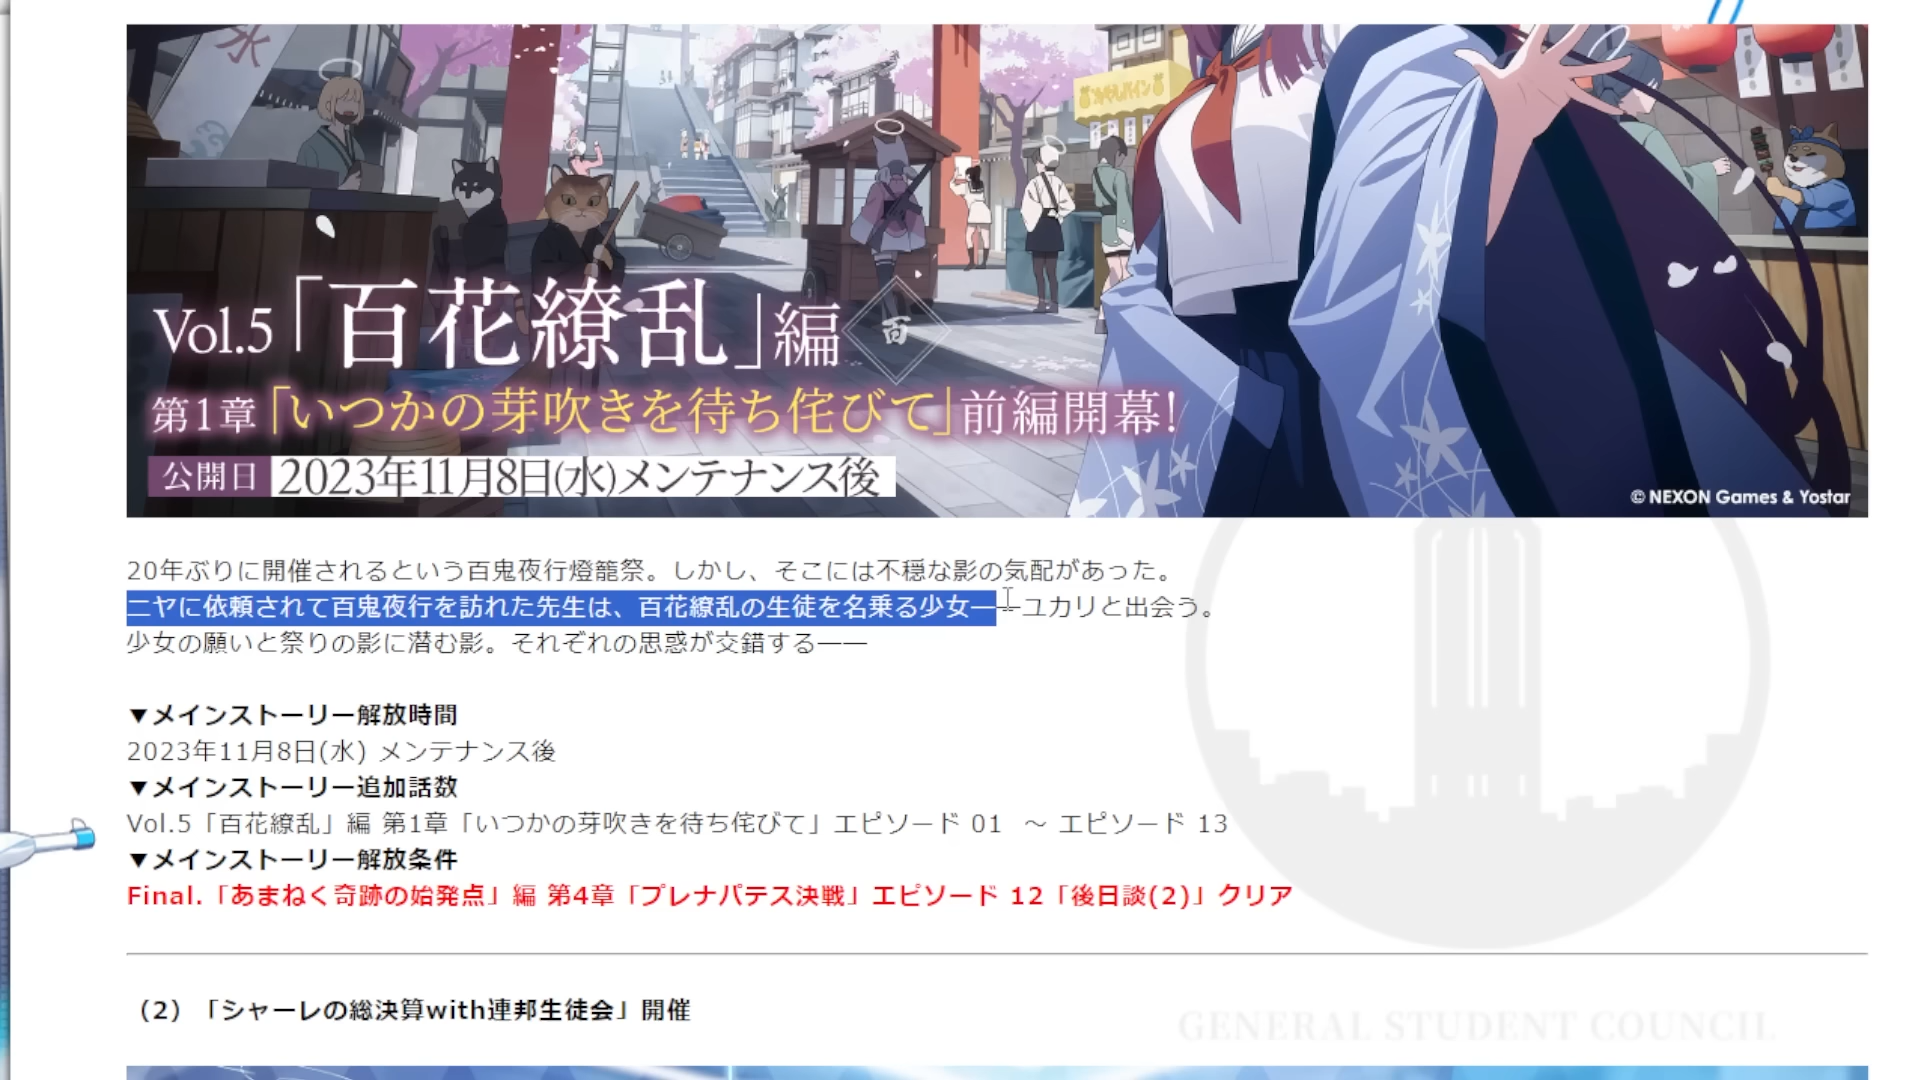 氷
冷やしパイン
Vol.5「百花繚乱」編
百
第1章「いつかの芽吹きを待ち侘びて」前編開幕!
公開日 2023年11月8日(水)メンテナンス後
© NEXON Games & Yostar
20年ぶりに開催されるという百鬼夜行燈籠祭。しかし、そこには不穏な影の気配があった。
ニヤに依頼されて百鬼夜行を訪れた先生は、百花繚乱の生徒を名乗る少女――ユカリと出会う。
少女の願いと祭りの影に潜む影。それぞれの思惑が交錯する――
▼メインストーリー解放時間
2023年11月8日(水) メンテナンス後
▼メインストーリー追加話数
Vol.5「百花繚乱」編 第1章「いつかの芽吹きを待ち侘びて」エピソード 01 ～ エピソード 13
▼メインストーリー解放条件
Final.「あまねく奇跡の始発点」編 第4章「プレナパテス決戦」エピソード 12「後日談(2)」クリア
（2）「シャーレの総決算with連邦生徒会」開催
GENERAL STUDENT COUNCIL